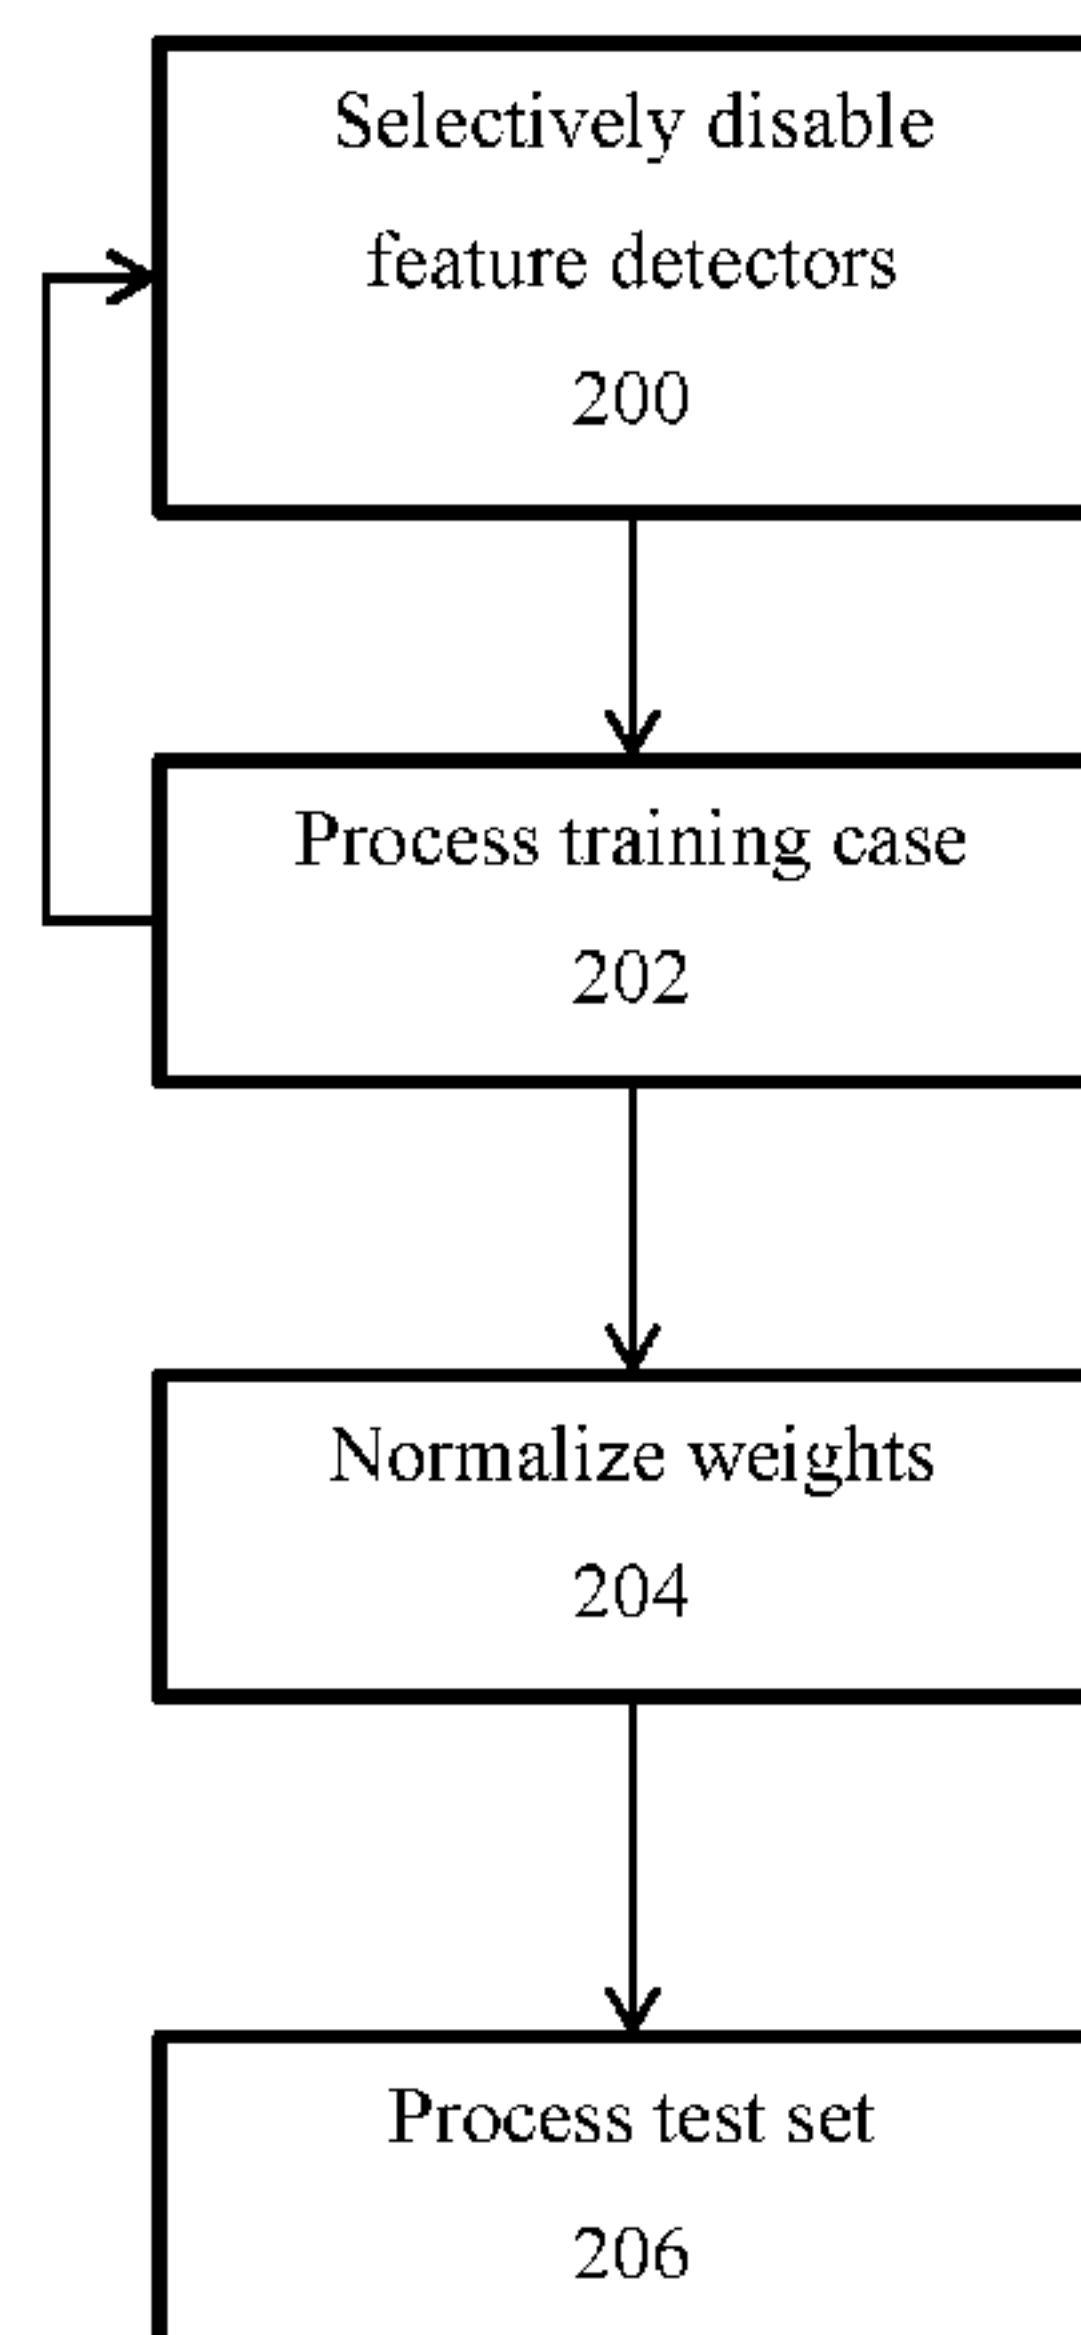 Selectively disable
feature detectors
200
Process training case
202
Normalize weights
204
Process test set
206